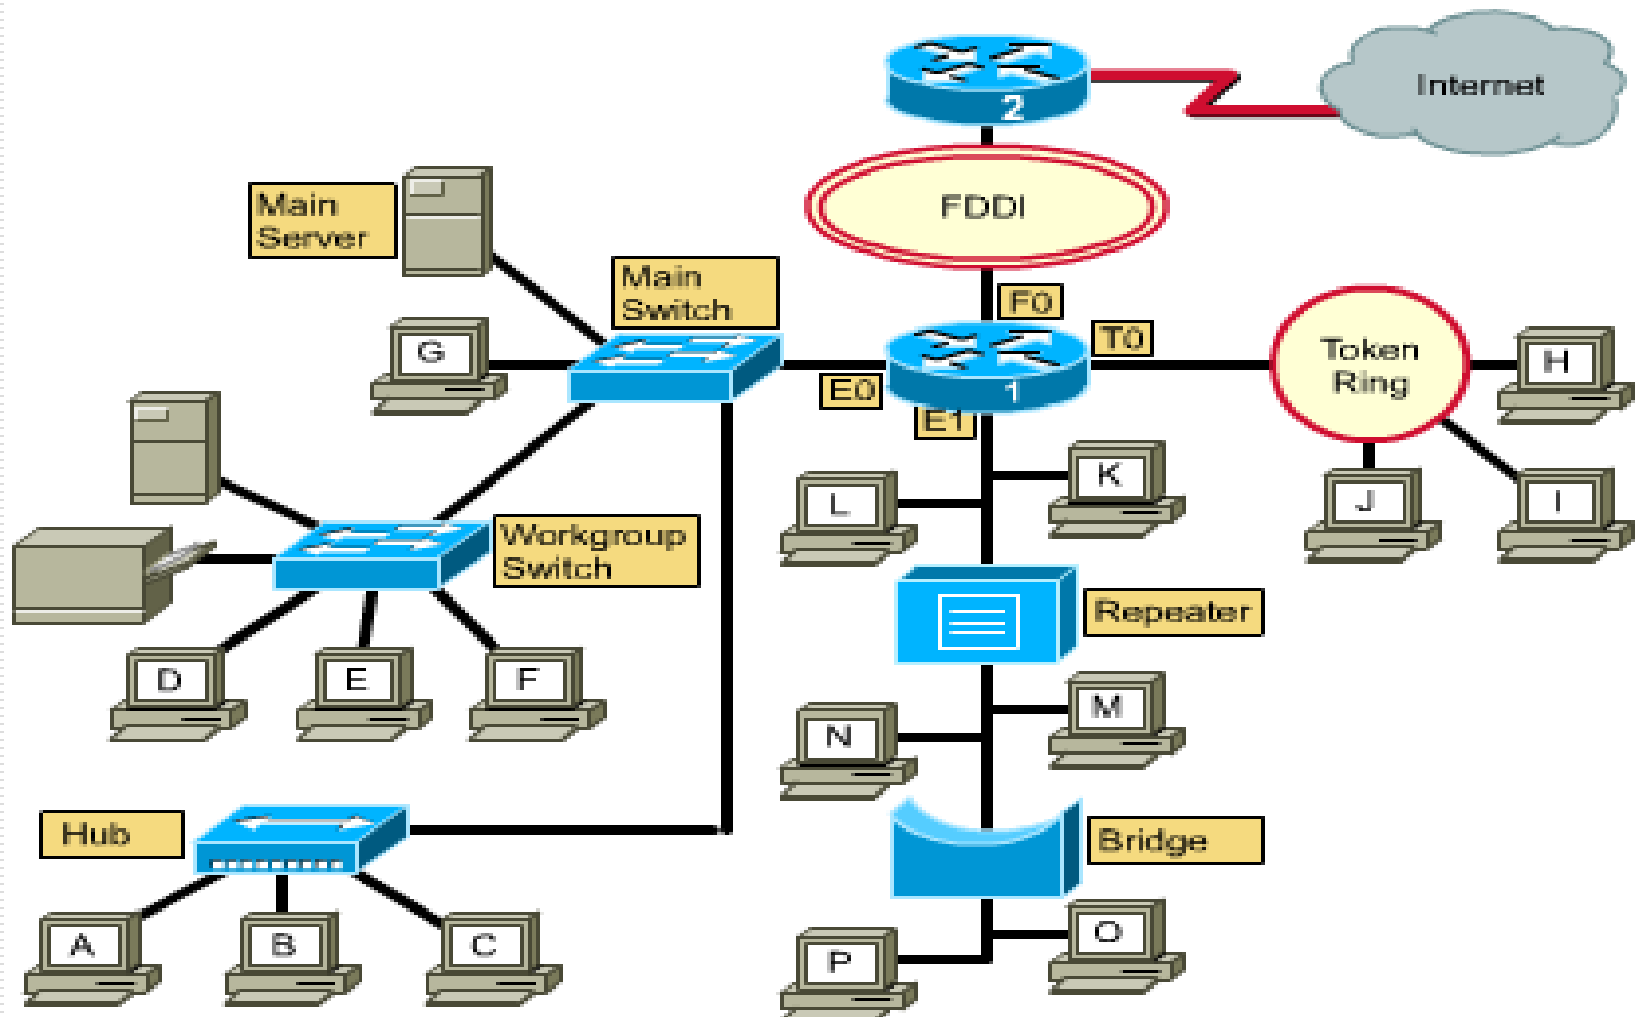 Internet
2
FDDI
Main
Server
Main
Switch
F0
T0
G
Token
Ring
H
E0
1
E1
K
L
J
I
Workgroup
Switch
Repeater
D
E
F
M
N
Hub
Bridge
A
B
C
O
P